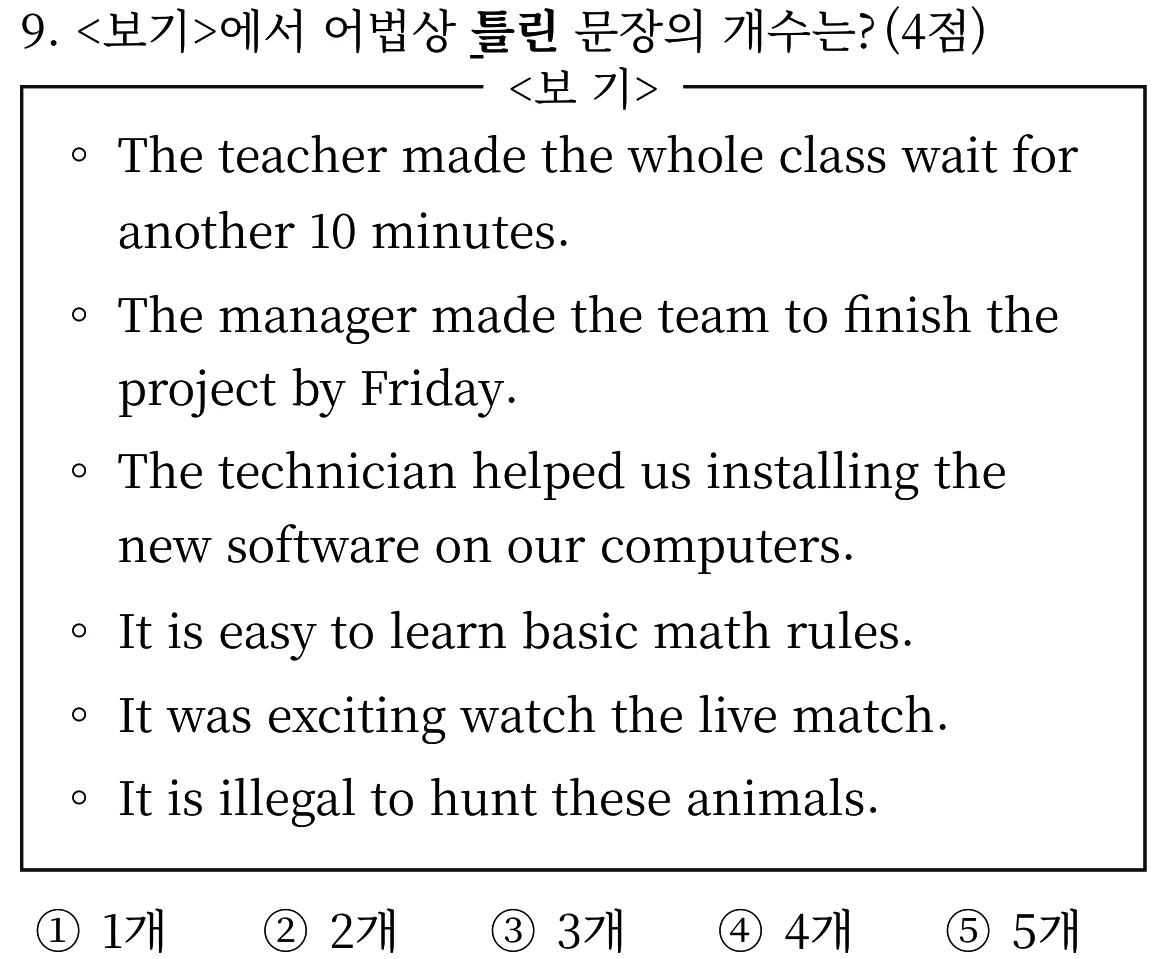 9. <보기>에서 어법상 틀린 문장의 개수는? (4점)
<보 기>
◦ The teacher made the whole class wait for
another 10 minutes.
◦ The manager made the team to finish the
project by Friday.
◦ The technician helped us installing the
new software on our computers.
◦ It is easy to learn basic math rules.
◦ It was exciting watch the live match.
◦ It is illegal to hunt these animals.
① 1개 ② 2개 ③ 3개 ④ 4개 ⑤ 5개